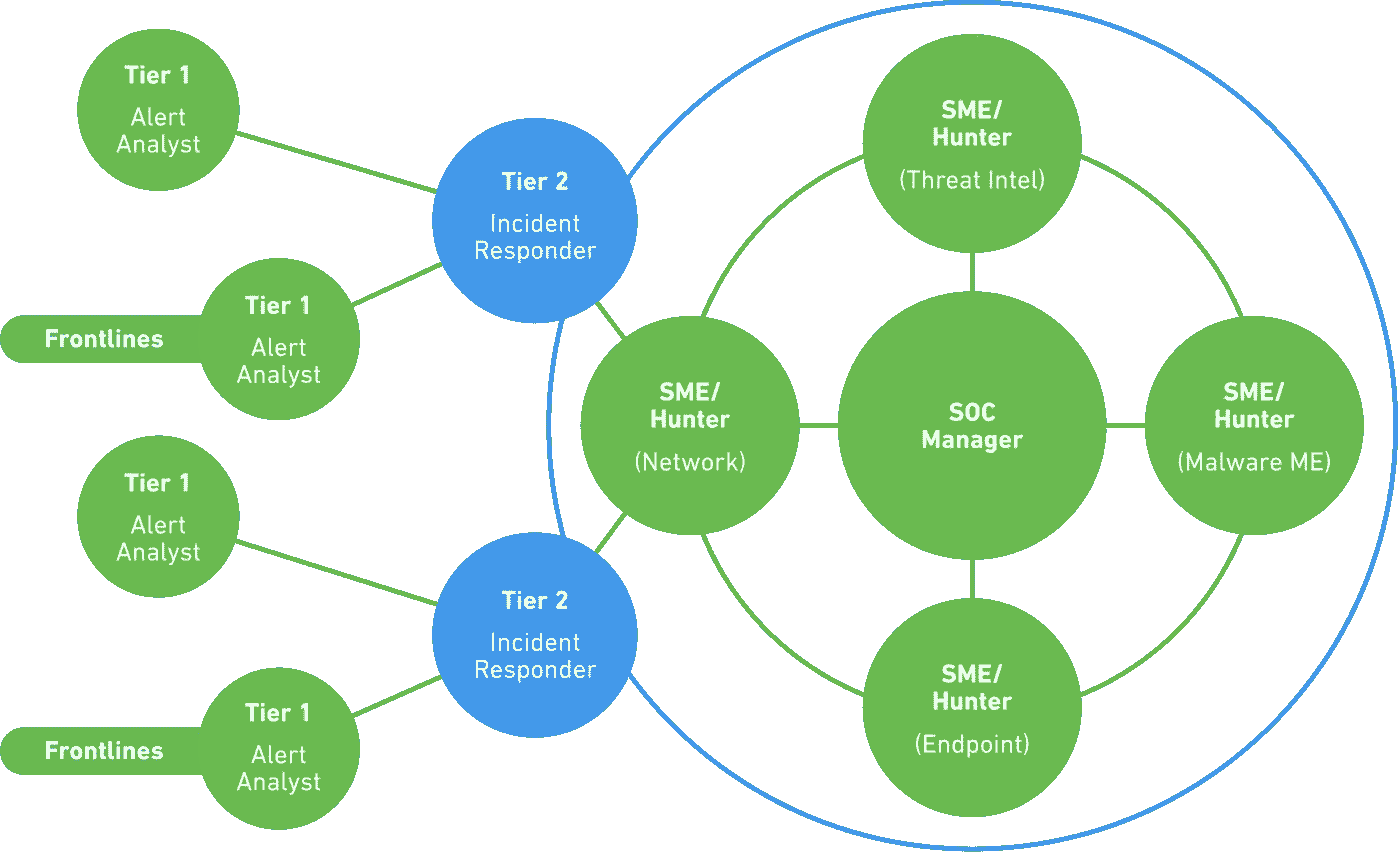 Tier 1
Alert
Analyst
Tier 2
Incident
Responder
Frontlines
Tier 1
Alert
Analyst
Tier 1
Alert
Analyst
Tier 2
Incident
Responder
Frontlines
Tier 1
Alert
Analyst
SME/
Hunter
(Threat Intel)
SME/
Hunter
(Network)
SOC
Manager
SME/
Hunter
(Malware ME)
SME/
Hunter
(Endpoint)